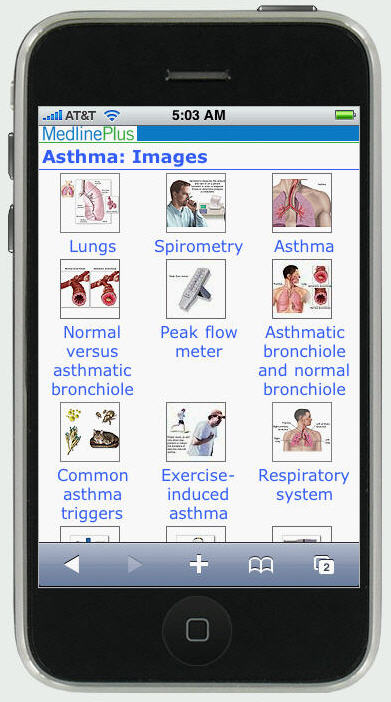 AT&T 5:03 AM
MedlinePlus
Asthma: Images
Lungs Spirometry Asthma
Normal versus asthmatic bronchiole
Peak flow meter
Asthmatic bronchiole and normal bronchiole
Common asthma triggers
Exercise-induced asthma
Respiratory system
2